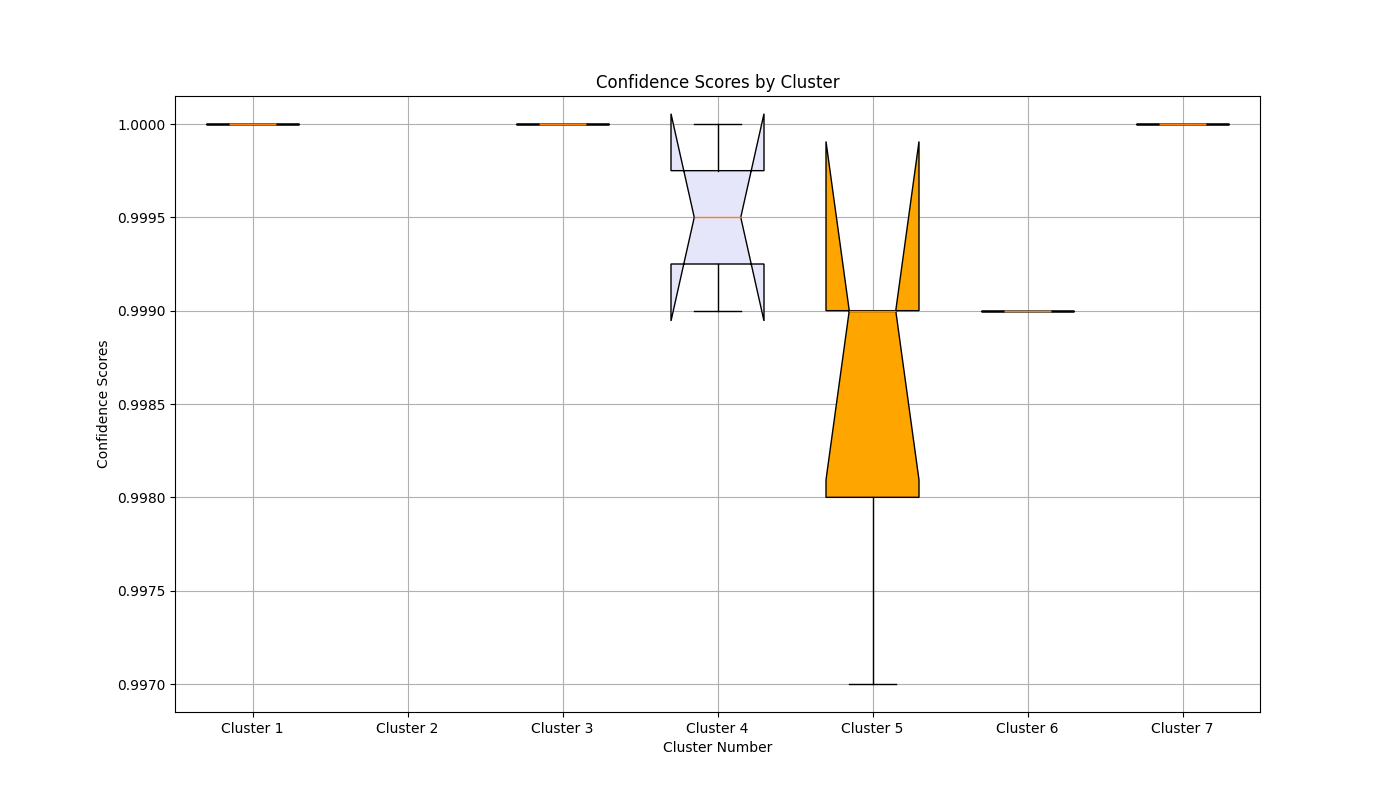 Confidence Scores by Cluster
Confidence Scores
1.0000
0.9995
0.9990
0.9985
0.9980
0.9975
0.9970
Cluster 1 Cluster 2 Cluster 3 Cluster 4 Cluster 5 Cluster 6 Cluster 7
Cluster Number